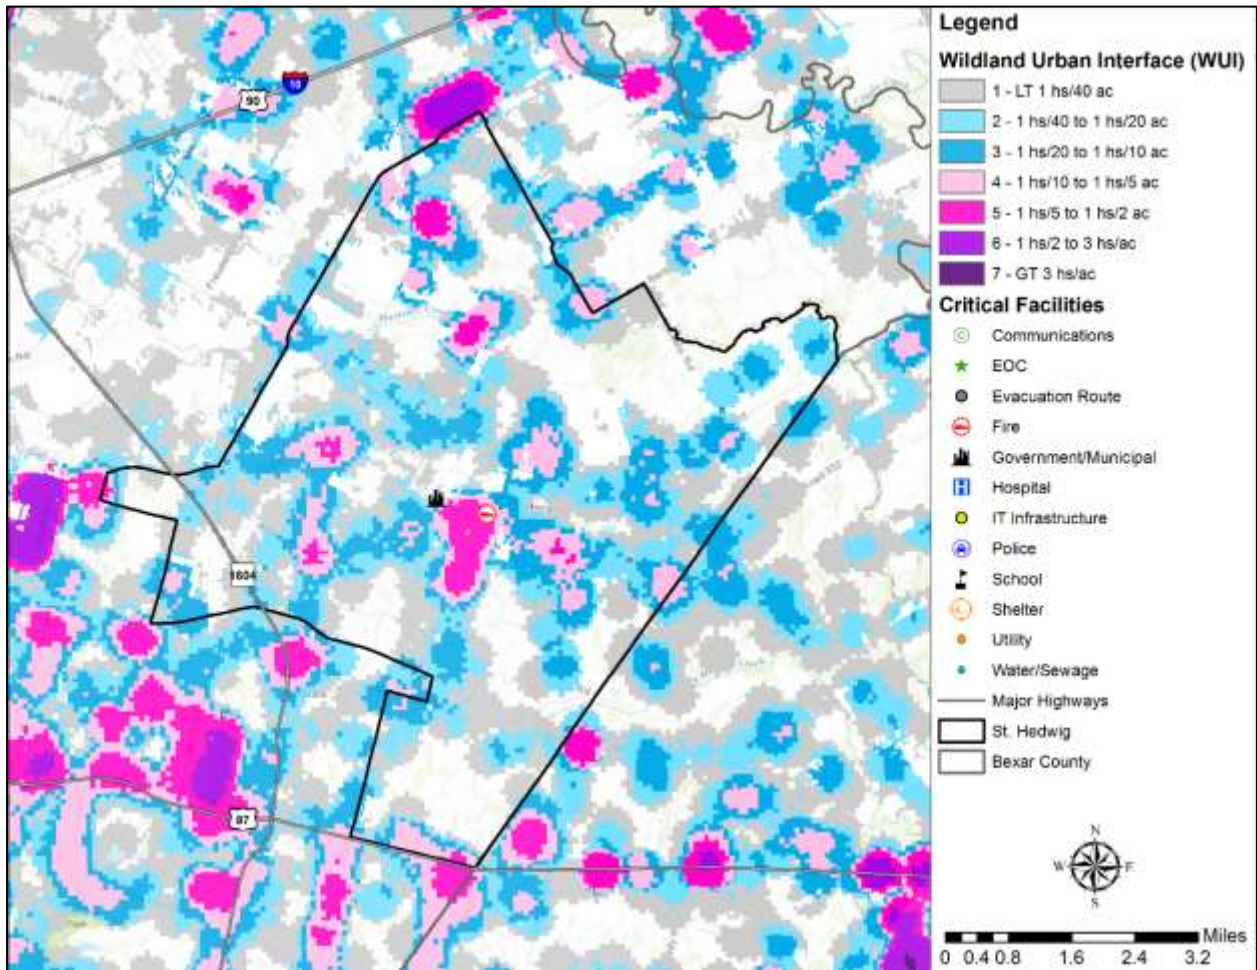 10
90
1604
87
Legend
Wildland Urban Interface (WUI)
1 - LT 1 hs/40 ac
2 - 1 hs/40 to 1 hs/20 ac
3 - 1 hs/20 to 1 hs/10 ac
4 - 1 hs/10 to 1 hs/5 ac
5 - 1 hs/5 to 1 hs/2 ac
6 - 1 hs/2 to 3 hs/ac
7 - GT 3 hs/ac
Critical Facilities
Communications
EOC
Evacuation Route
Fire
Government/Municipal
H Hospital
IT Infrastructure
Police
School
Shelter
Utility
Water/Sewage
Major Highways
St. Hedwig
Bexar County
N
W E
S
Miles
0 0.4 0.8 1.6 2.4 3.2